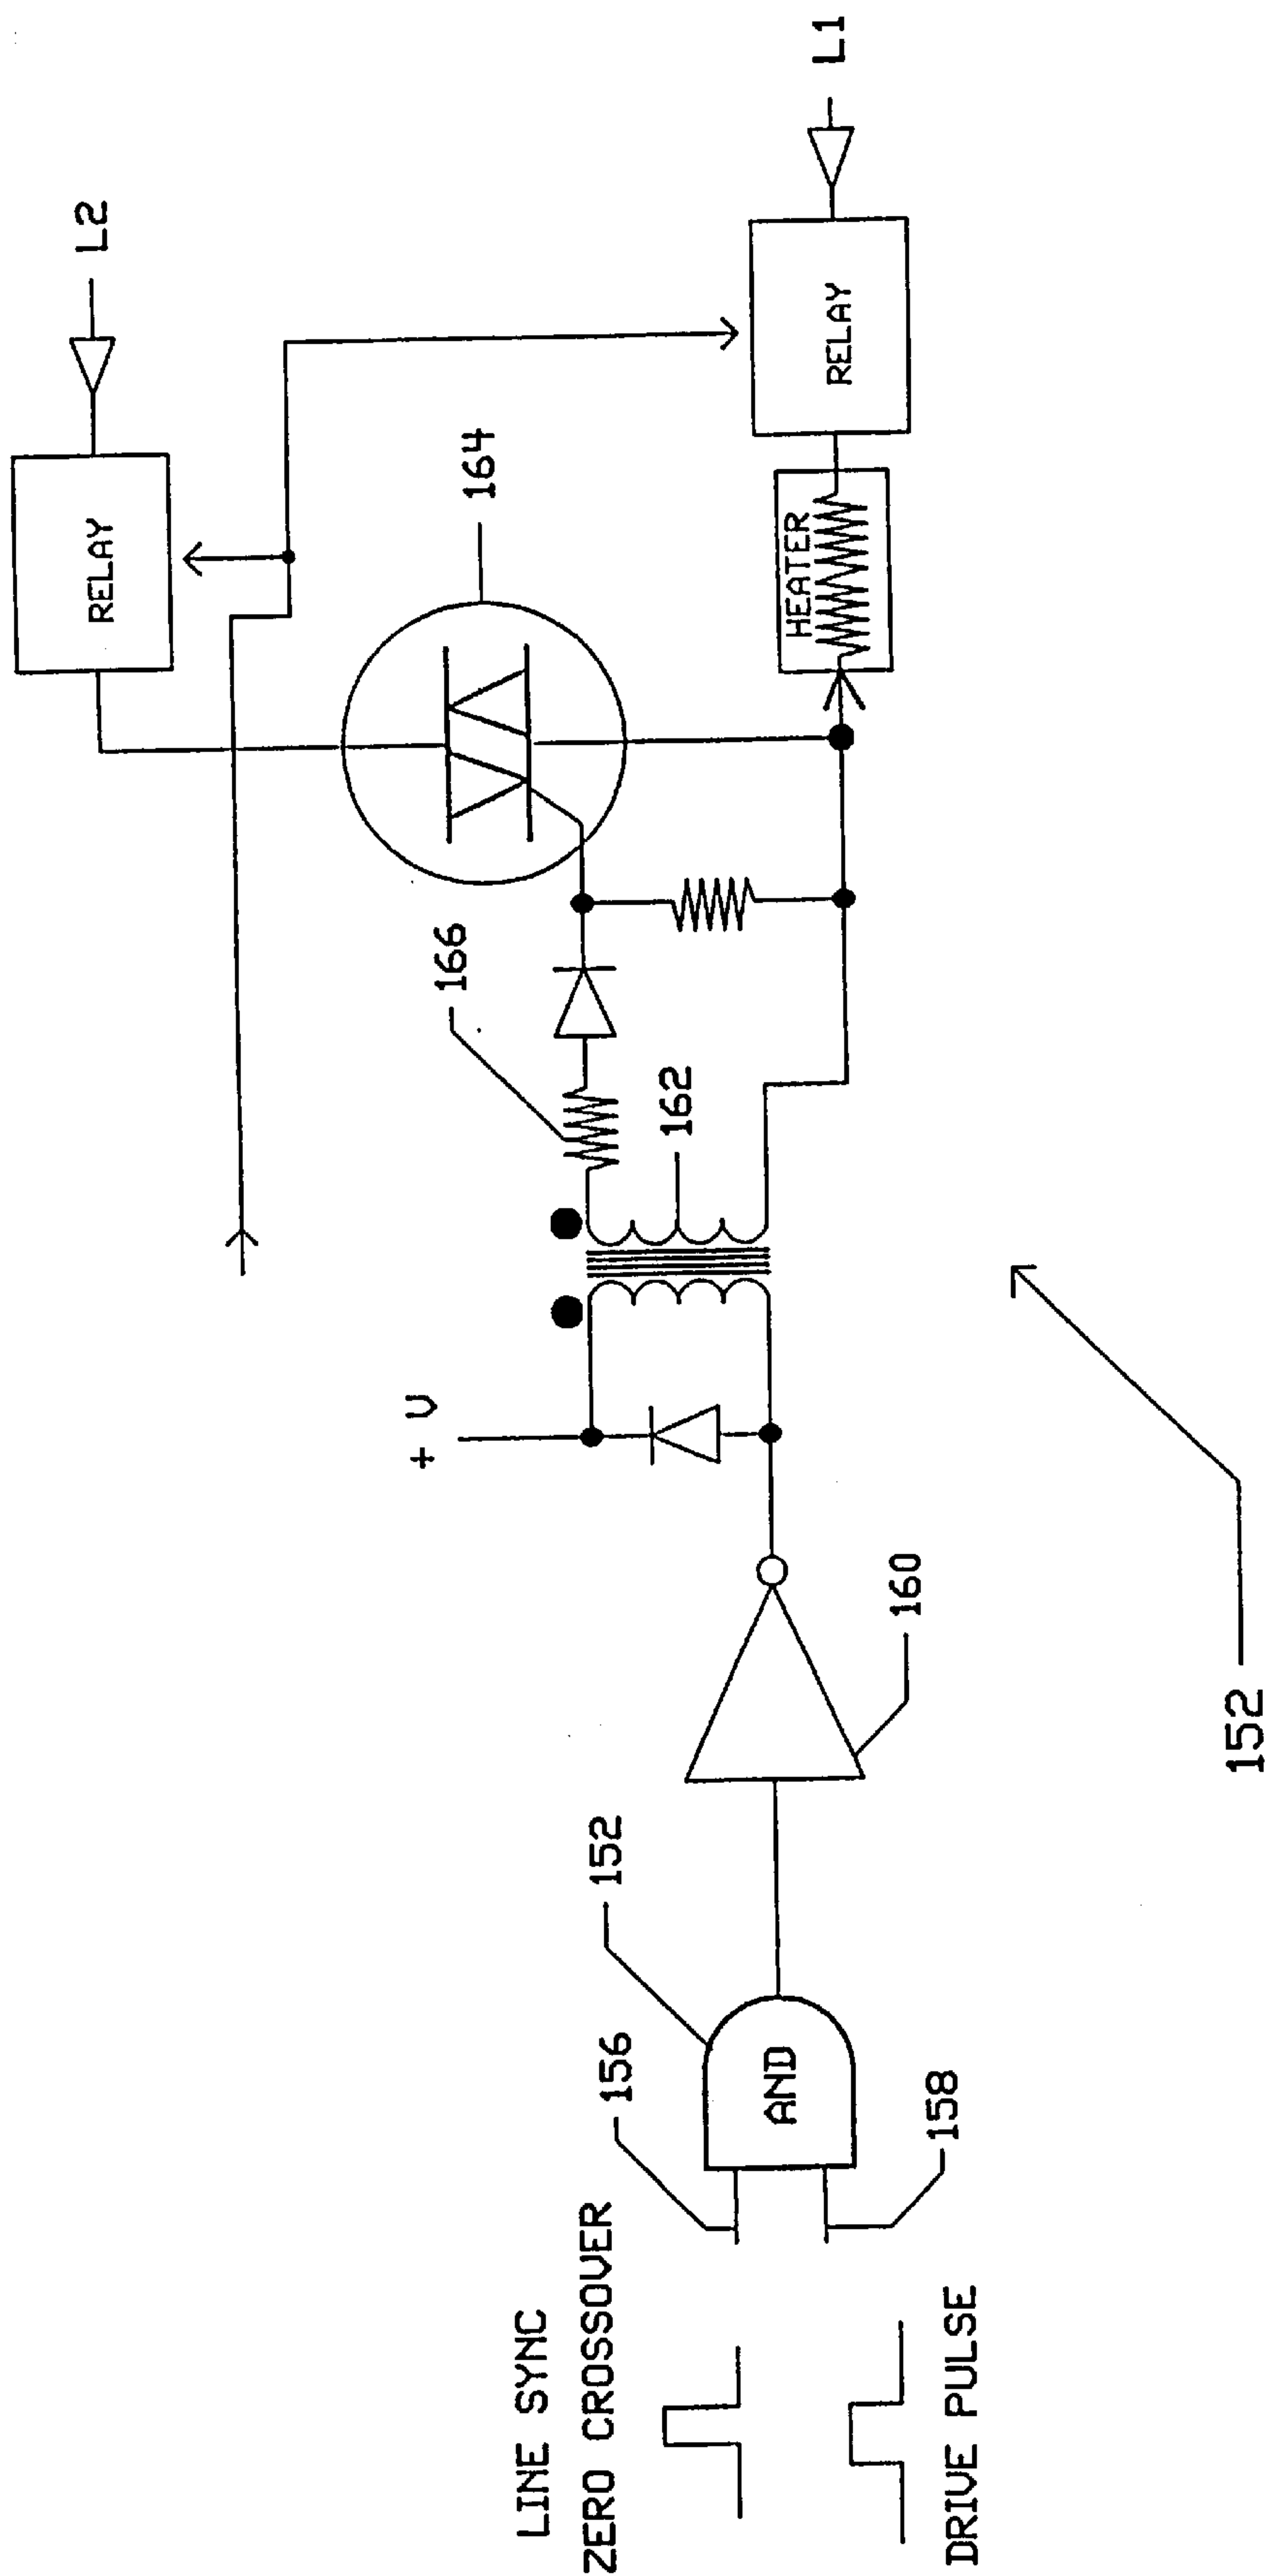 LINE SYNC
ZERO CROSSOVER
DRIVE PULSE
156
158
AND
152
160
+ V
162
166
164
RELAY
L2
HEATER
RELAY
L1
152